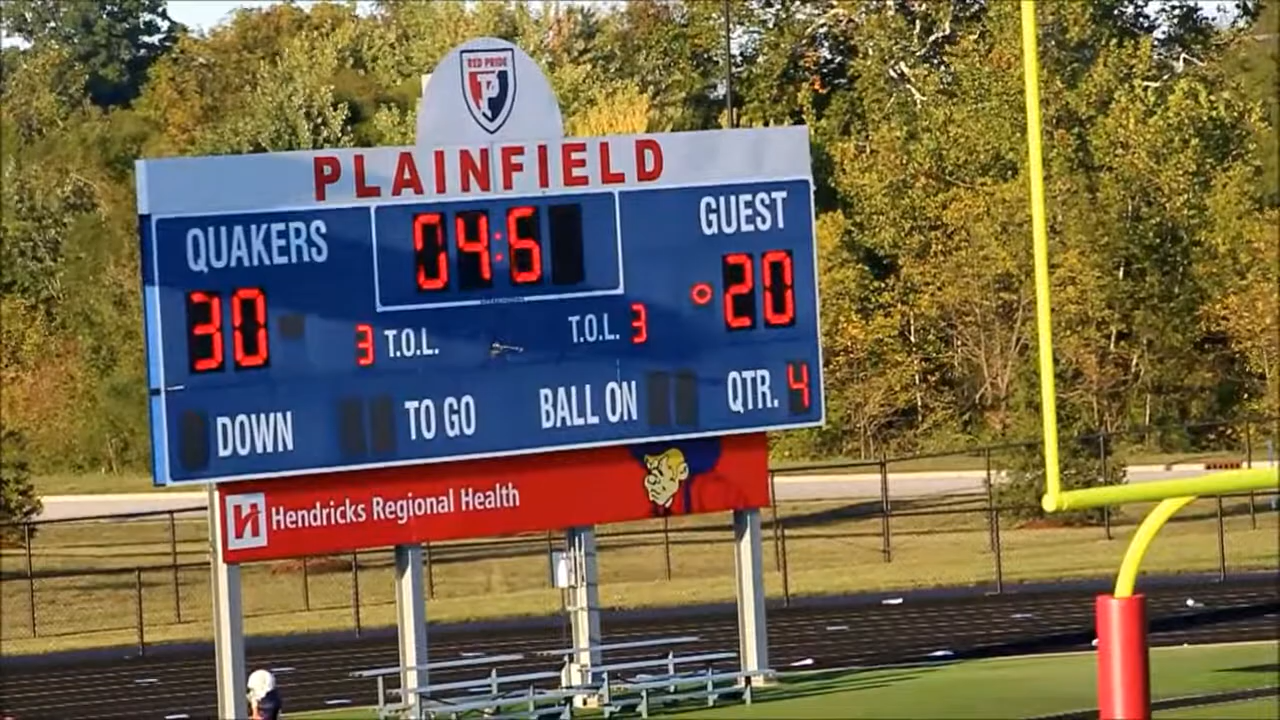 RED PRIDE
P
PLAINFIELD
QUAKERS
04:6
GUEST
30
20
3 T.O.L.
T.O.L. 3
DOWN
TO GO
BALL ON
QTR. 4
H Hendricks Regional Health